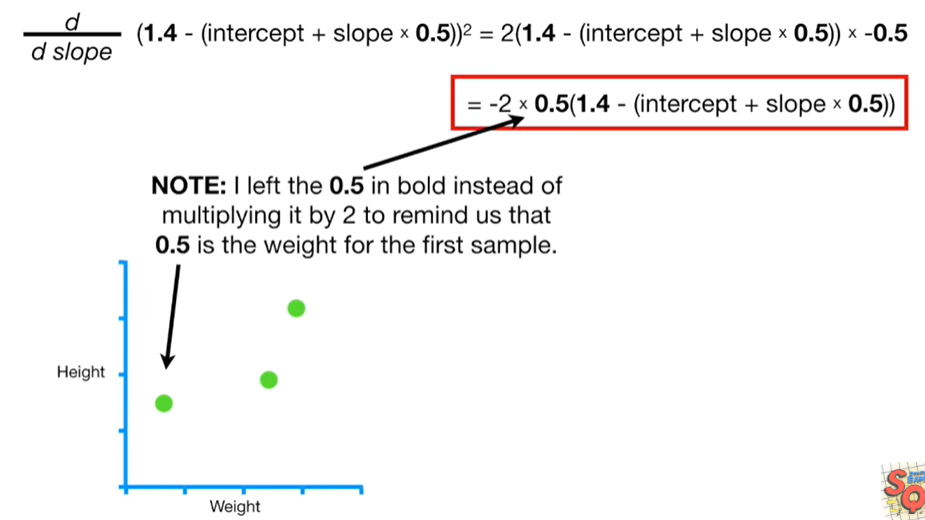 d
d slope
(1.4 - (intercept + slope × 0.5))² = 2(1.4 - (intercept + slope × 0.5)) × -0.5
= -2 × 0.5(1.4 - (intercept + slope × 0.5))
NOTE: I left the 0.5 in bold instead of
multiplying it by 2 to remind us that
0.5 is the weight for the first sample.
Height
Weight
SQ